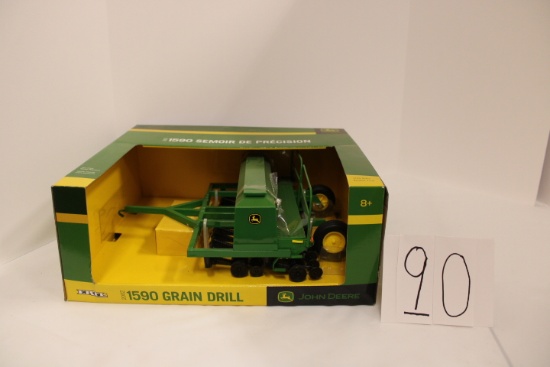 1590 SEMOIR DE PRÉCISION
8+
ERTL
1590 GRAIN DRILL
JOHN DEERE
90